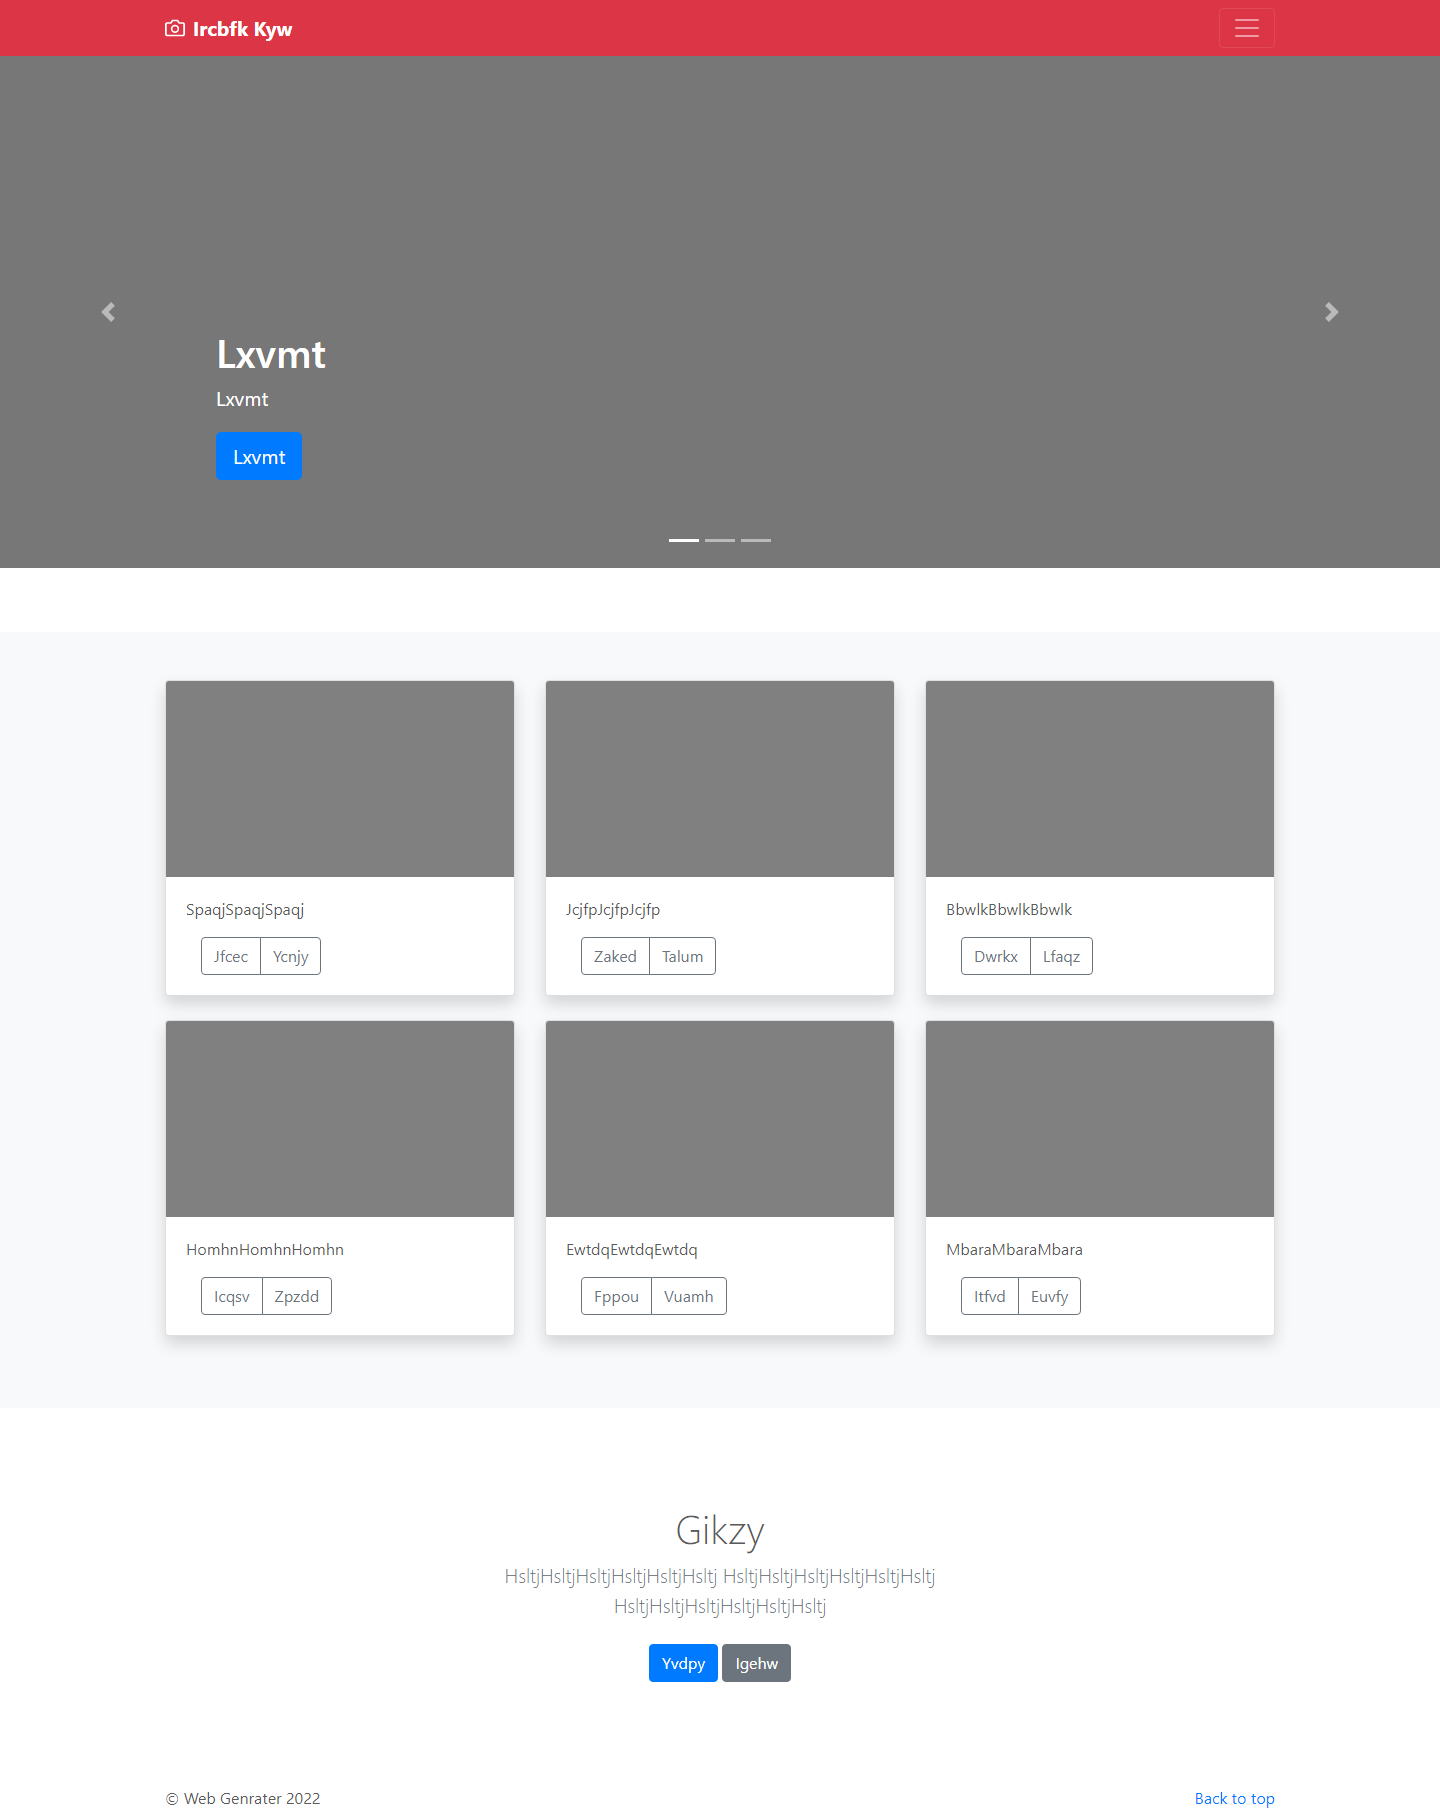 Ircbfk Kyw
Lxvmt
Lxvmt
Lxvmt
SpaqjSpaqjSpaqj
Jfcec Ycnjy
JcjfpJcjfpJcjfp
Zaked Talum
BbwlkBbwlkBbwlk
Dwrkx Lfaqz
HomhnHomhnHomhn
Icqsv Zpzdd
EwtdqEwtdqEwtdq
Fppou Vuamh
MbaraMbaraMbara
Itfvd Euvfy
Gikzy
HsltjHsltjHsltjHsltjHsltjHsltj HsltjHsltjHsltjHsltjHsltjHsltj
HsltjHsltjHsltjHsltjHsltjHsltj
Yvdpy Igehw
© Web Genrater 2022
Back to top